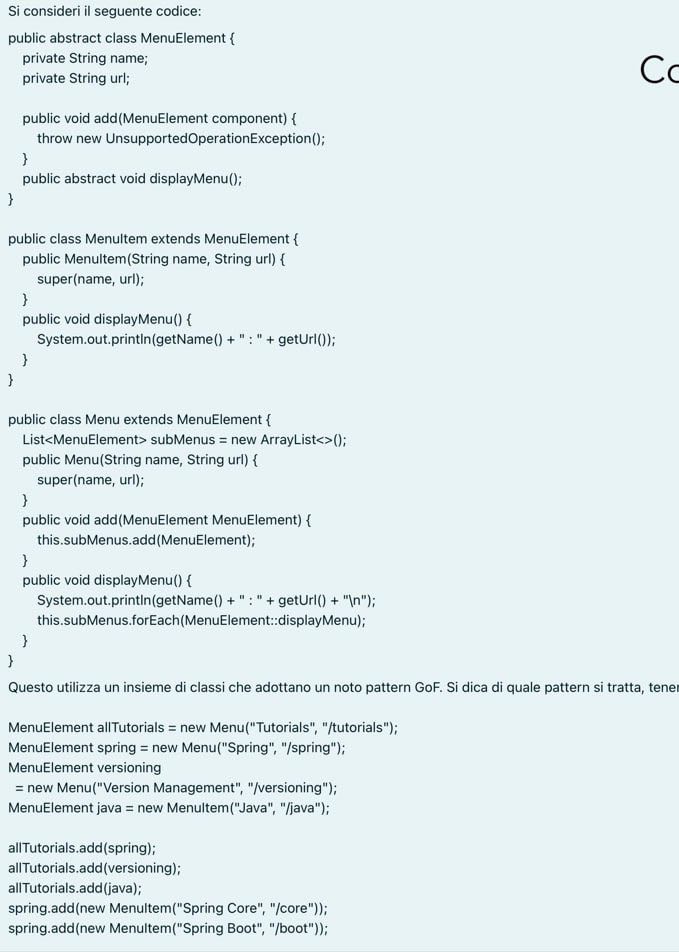 Si consideri il seguente codice:
public abstract class MenuElement {
    private String name;
    private String url;

    public void add(MenuElement component) {
        throw new UnsupportedOperationException();
    }
    public abstract void displayMenu();
}

public class MenuItem extends MenuElement {
    public MenuItem(String name, String url) {
        super(name, url);
    }
    public void displayMenu() {
        System.out.println(getName() + " : " + getUrl());
    }
}

public class Menu extends MenuElement {
    List<MenuElement> subMenus = new ArrayList<>();
    public Menu(String name, String url) {
        super(name, url);
    }
    public void add(MenuElement MenuElement) {
        this.subMenus.add(MenuElement);
    }
    public void displayMenu() {
        System.out.println(getName() + " : " + getUrl() + "\n");
        this.subMenus.forEach(MenuElement::displayMenu);
    }
}
Questo utilizza un insieme di classi che adottano un noto pattern GoF. Si dica di quale pattern si tratta,

MenuElement allTutorials = new Menu("Tutorials", "/tutorials");
MenuElement spring = new Menu("Spring", "/spring");
MenuElement versioning
  = new Menu("Version Management", "/versioning");
MenuElement java = new MenuItem("Java", "/java");

allTutorials.add(spring);
allTutorials.add(versioning);
allTutorials.add(java);
spring.add(new MenuItem("Spring Core", "/core"));
spring.add(new MenuItem("Spring Boot", "/boot"));